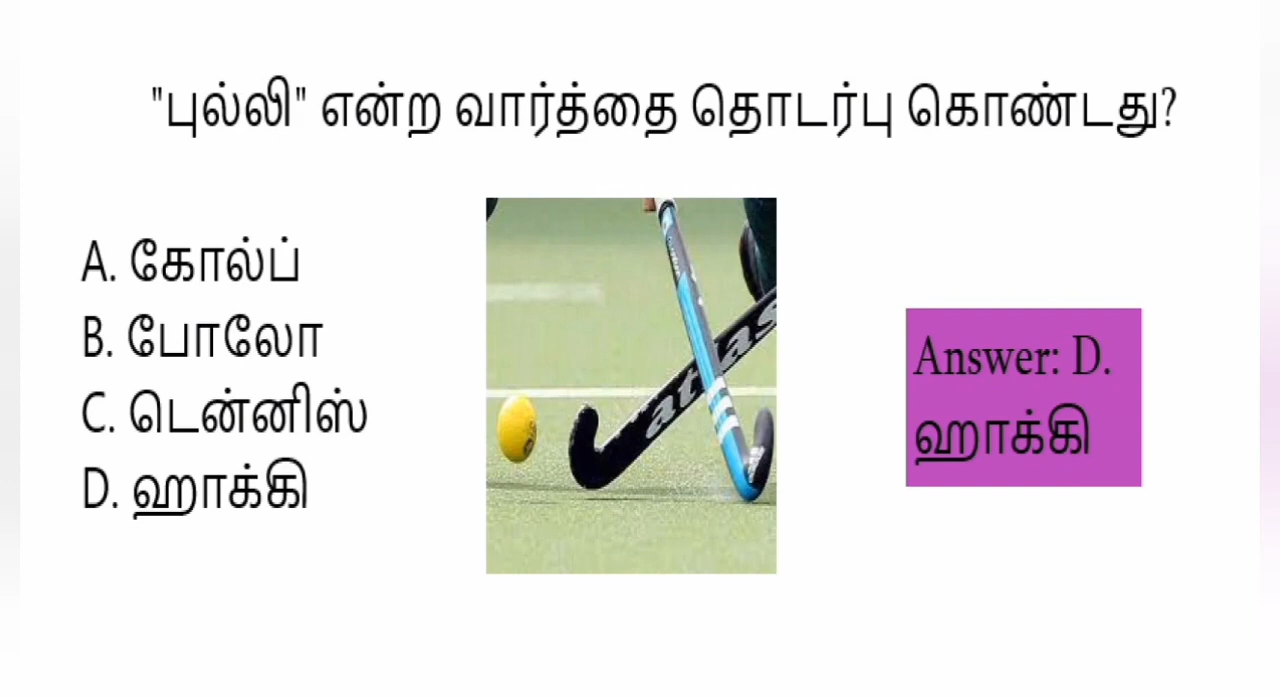 "புல்லி" என்ற வார்த்தை தொடர்பு கொண்டது?
A. கோல்ப்
B. போலோ
C. டென்னிஸ்
D. ஹாக்கி
atlas
Answer: D.
ஹாக்கி